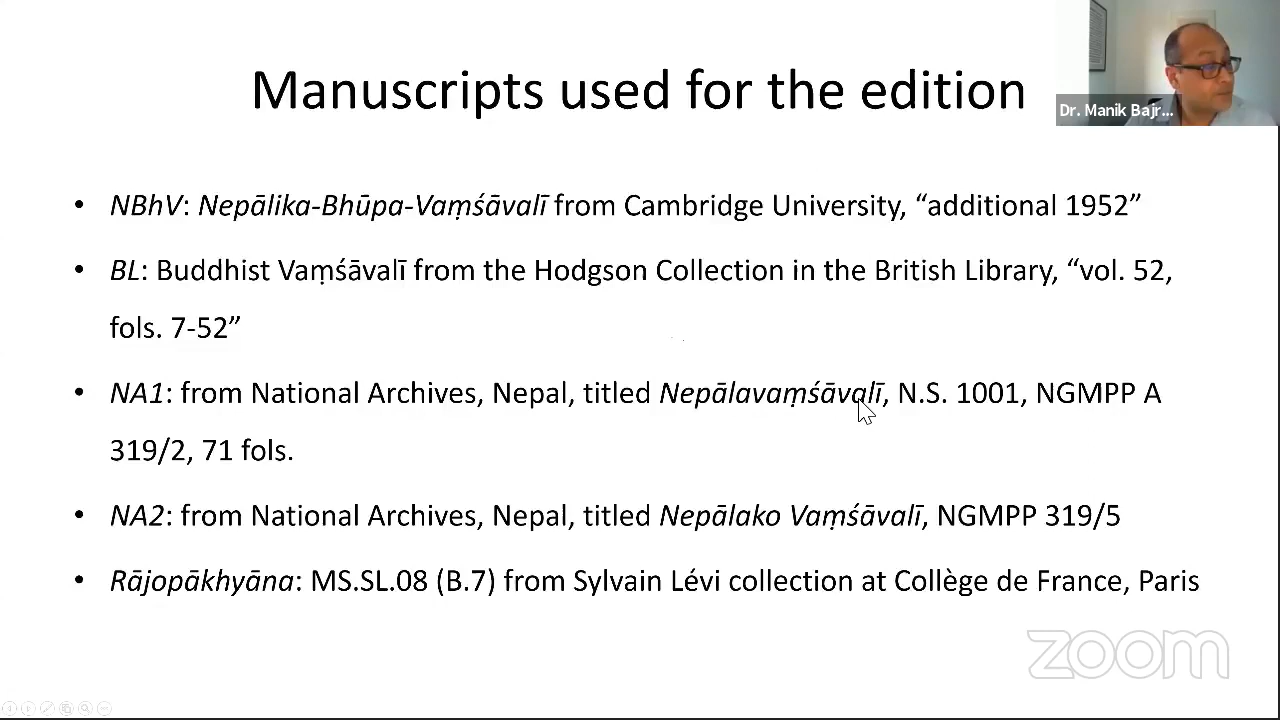 Manuscripts used for the edition
Dr. Manik Bajr...
• NBhV: Nepālika-Bhūpa-Vaṃśāvalī from Cambridge University, “additional 1952”
• BL: Buddhist Vaṃśāvalī from the Hodgson Collection in the British Library, “vol. 52,
fols. 7-52”
• NA1: from National Archives, Nepal, titled Nepālavaṃśāvalī, N.S. 1001, NGMPP A
319/2, 71 fols.
• NA2: from National Archives, Nepal, titled Nepālako Vaṃśāvalī, NGMPP 319/5
• Rājopākhyāna: MS.SL.08 (B.7) from Sylvain Lévi collection at Collège de France, Paris
zoom